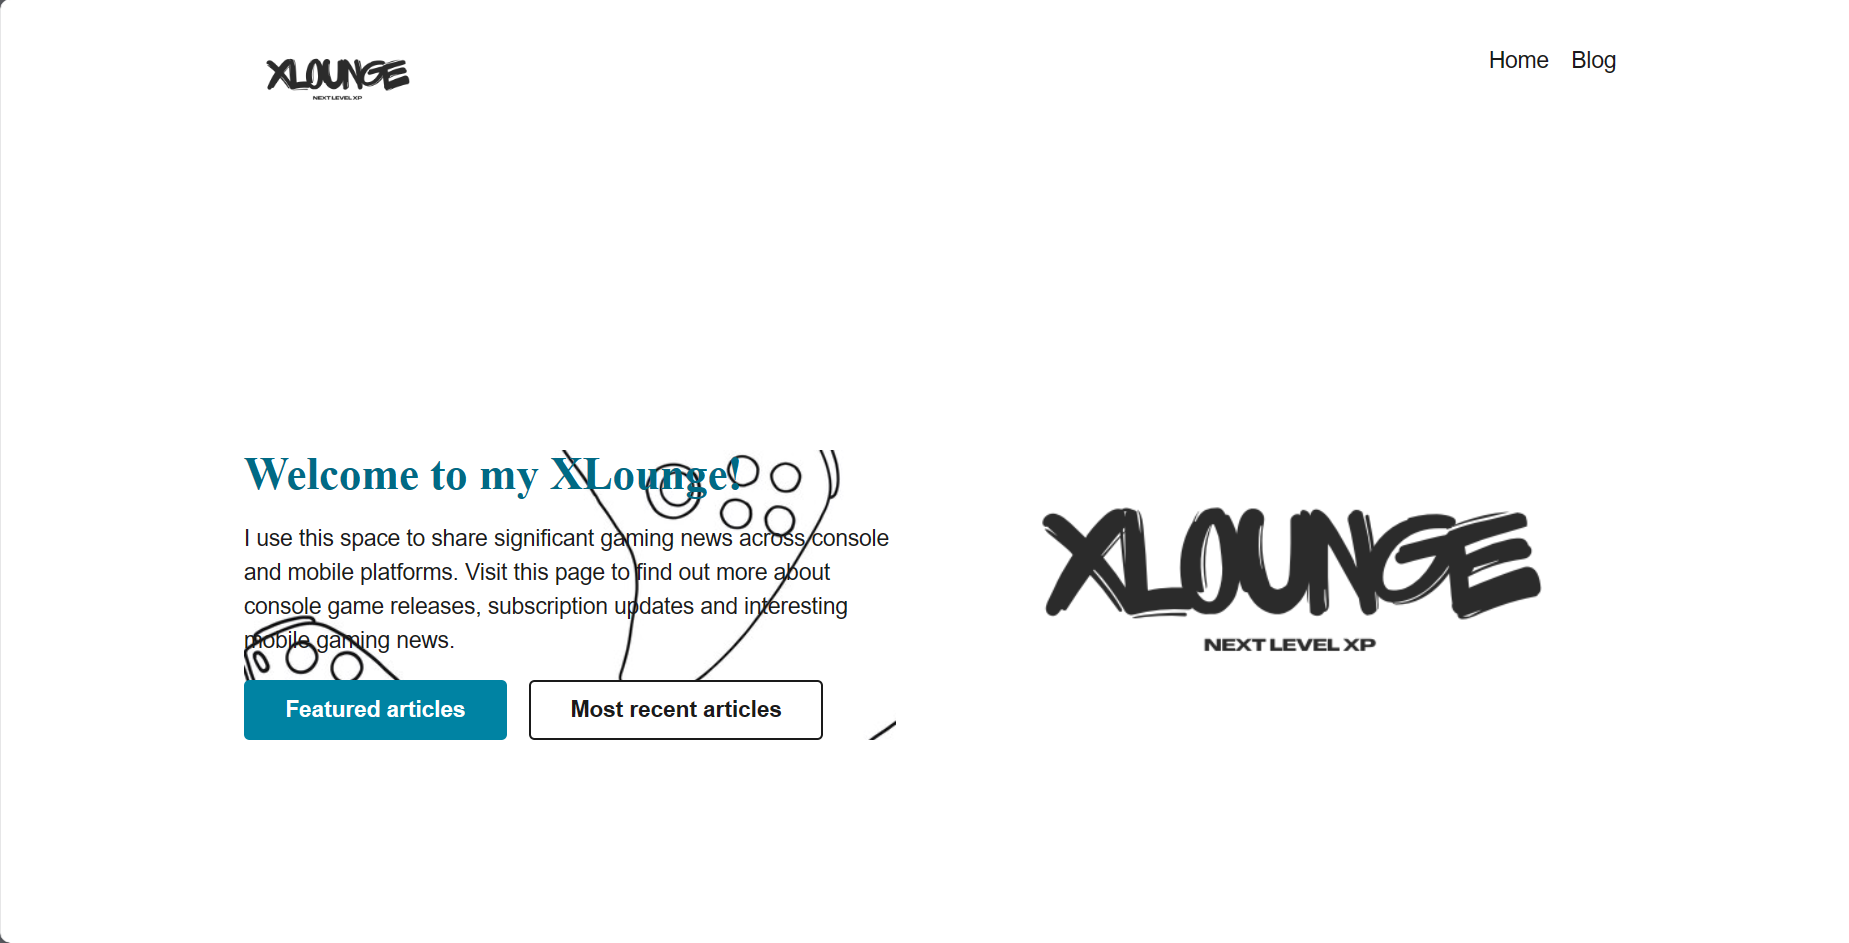 XLOUNGE
NEXT LEVEL XP
Home Blog
Welcome to my XLounge!
I use this space to share significant gaming news across console
and mobile platforms. Visit this page to find out more about
console game releases, subscription updates and interesting
mobile gaming news.
Featured articles Most recent articles
XLOUNGE
NEXT LEVEL XP